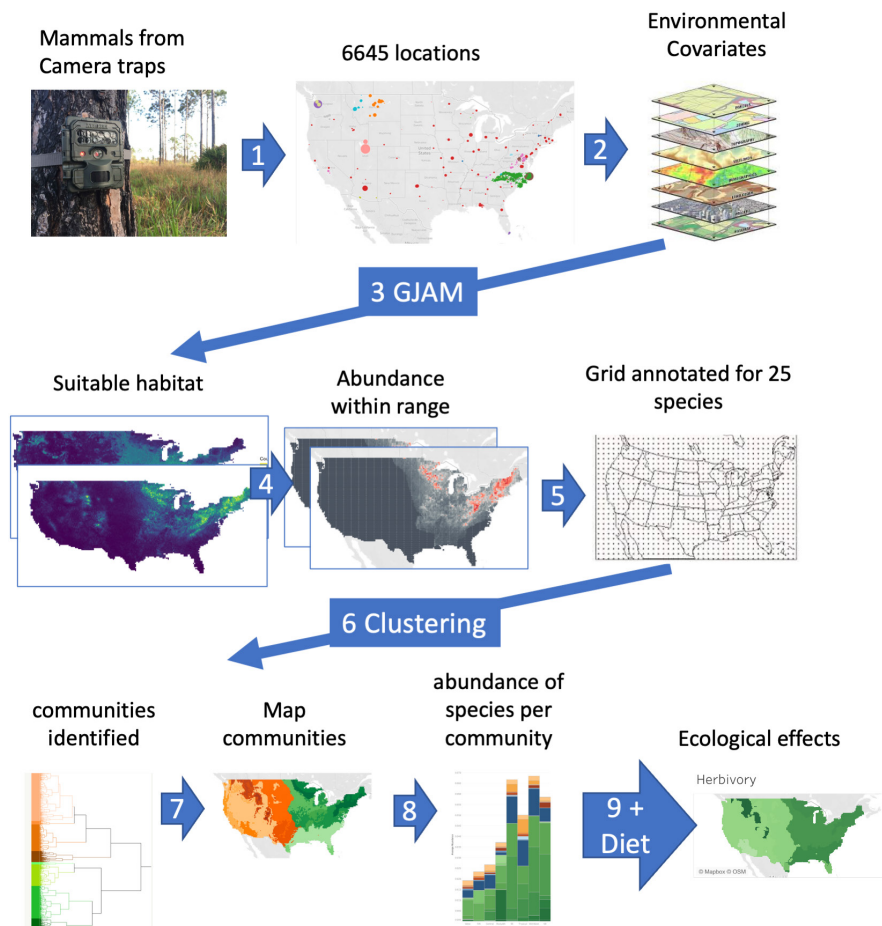 Mammals from
Camera traps
6645 locations
Environmental
Covariates
1
United
States
2
3 GJAM
Suitable habitat
Abundance
within range
Grid annotated for 25
species
4
5
6 Clustering
communities
identified
Map
communities
abundance of
species per
community
Ecological effects
7
8
9 +
Diet
Herbivory
© Mapbox © OSM